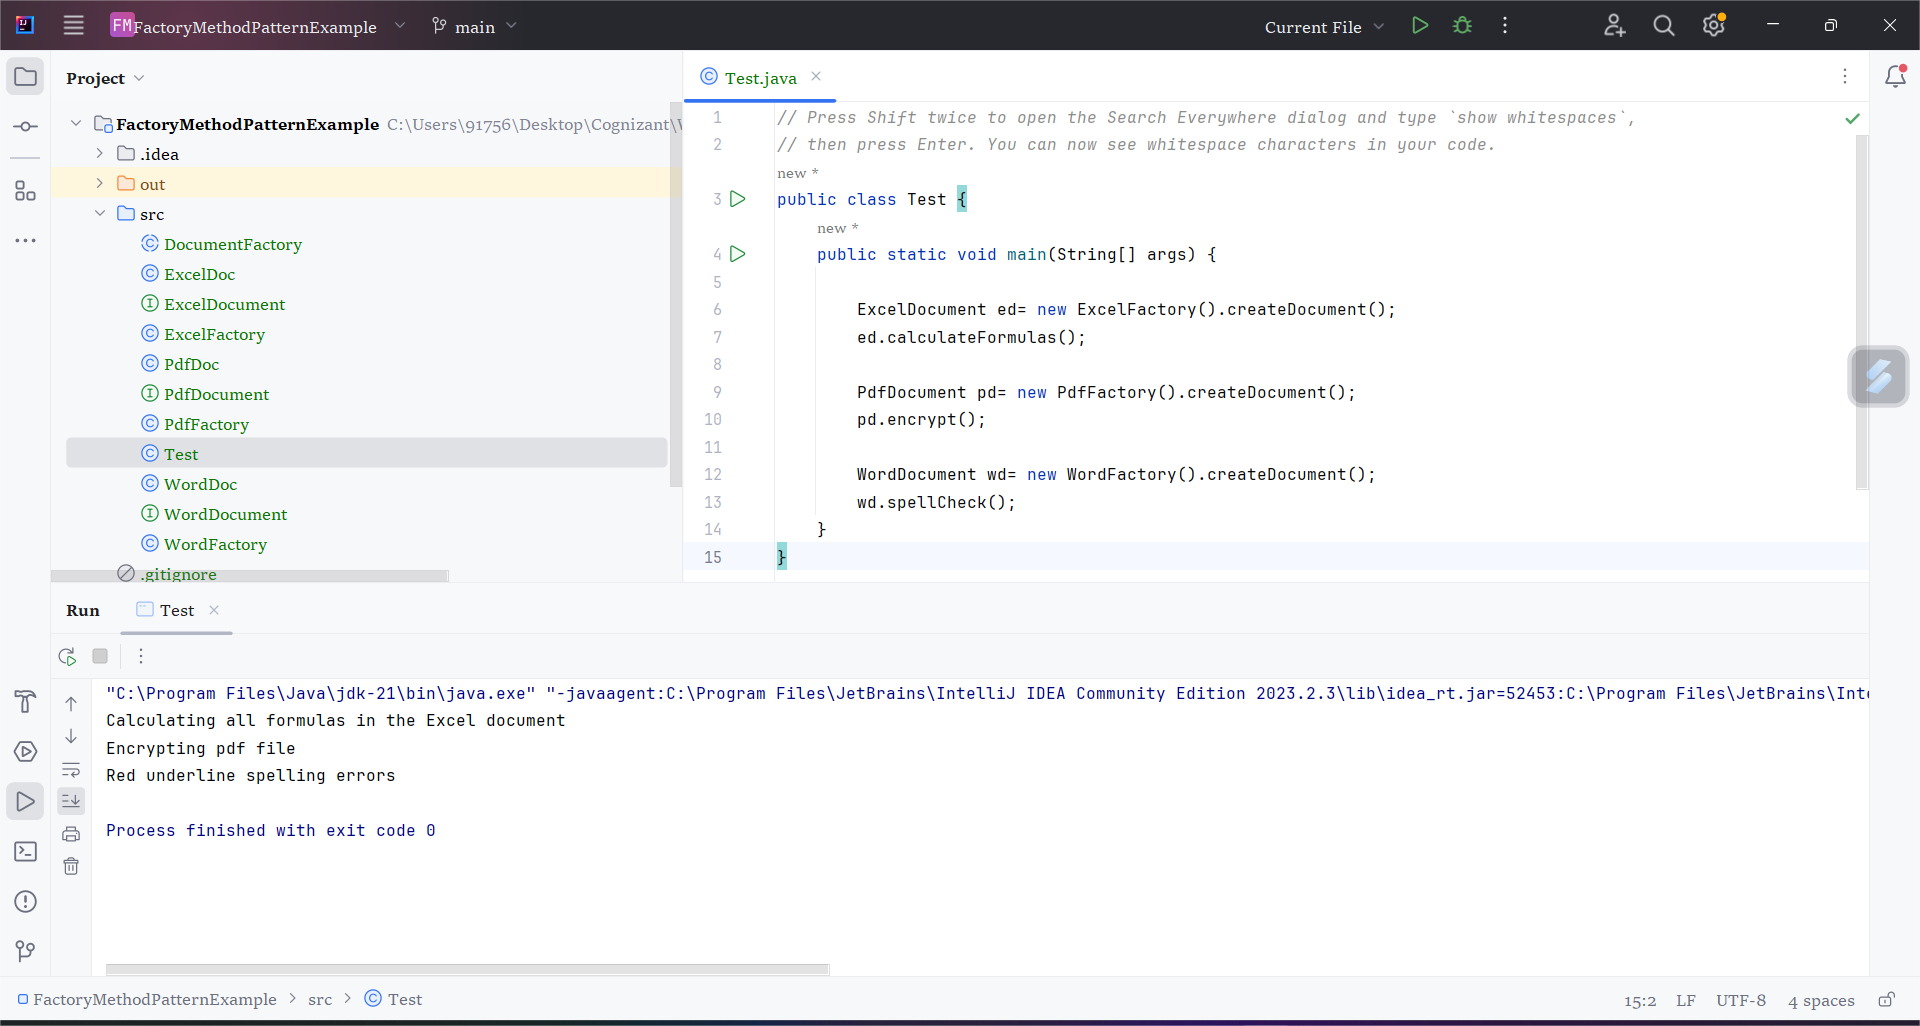 FM FactoryMethodPatternExample main Current File
Project
FactoryMethodPatternExample C:\Users\91756\Desktop\Cognizant\
.idea
out
src
DocumentFactory
ExcelDoc
ExcelDocument
ExcelFactory
PdfDoc
PdfDocument
PdfFactory
Test
WordDoc
WordDocument
WordFactory
.gitignore
Test.java
1 // Press Shift twice to open the Search Everywhere dialog and type `show whitespaces`,
2 // then press Enter. You can now see whitespace characters in your code.
new *
3 public class Test {
new *
4 public static void main(String[] args) {
5
6 ExcelDocument ed= new ExcelFactory().createDocument();
7 ed.calculateFormulas();
8
9 PdfDocument pd= new PdfFactory().createDocument();
10 pd.encrypt();
11
12 WordDocument wd= new WordFactory().createDocument();
13 wd.spellCheck();
14 }
15 }
Run Test
"C:\Program Files\Java\jdk-21\bin\java.exe" "-javaagent:C:\Program Files\JetBrains\IntelliJ IDEA Community Edition 2023.2.3\lib\idea_rt.jar=52453:C:\Program Files\JetBrains\Inte
Calculating all formulas in the Excel document
Encrypting pdf file
Red underline spelling errors
Process finished with exit code 0
FactoryMethodPatternExample > src > Test
15:2 LF UTF-8 4 spaces